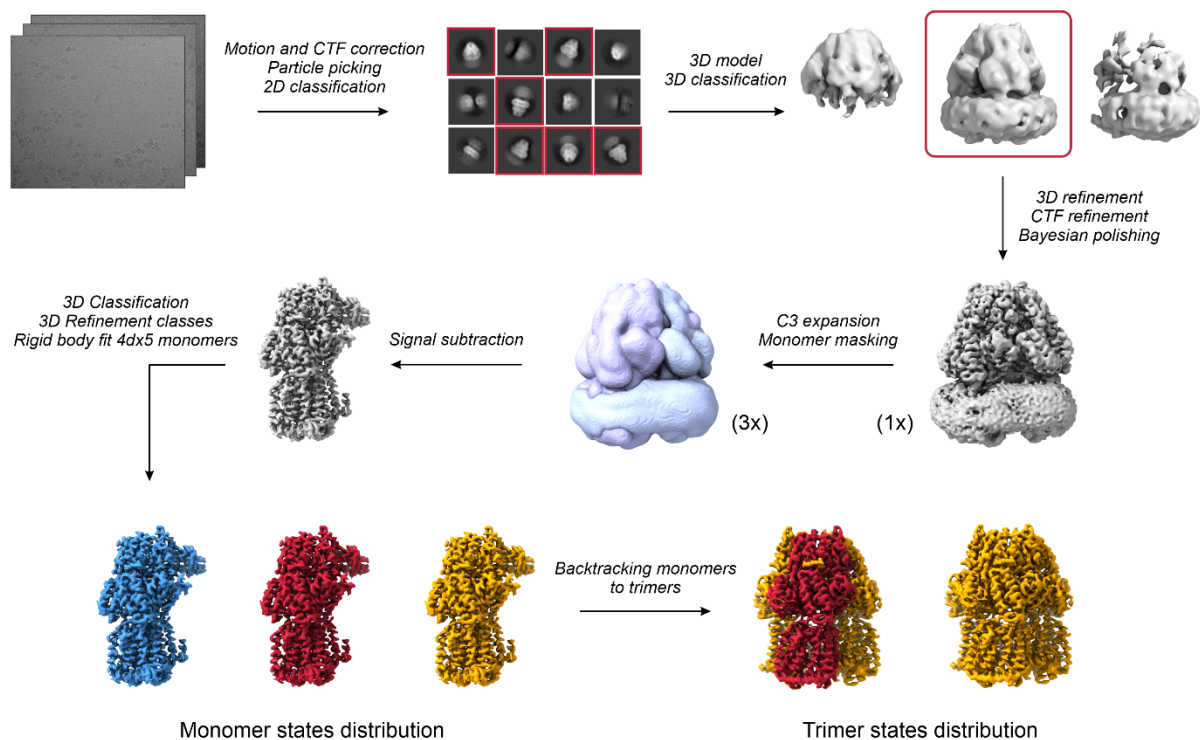 Motion and CTF correction
Particle picking
2D classification
3D model
3D classification
3D refinement
CTF refinement
Bayesian polishing
C3 expansion
Monomer masking
(1x)
(3x)
Signal subtraction
3D Classification
3D Refinement classes
Rigid body fit 4dx5 monomers
Backtracking monomers
to trimers
Monomer states distribution
Trimer states distribution